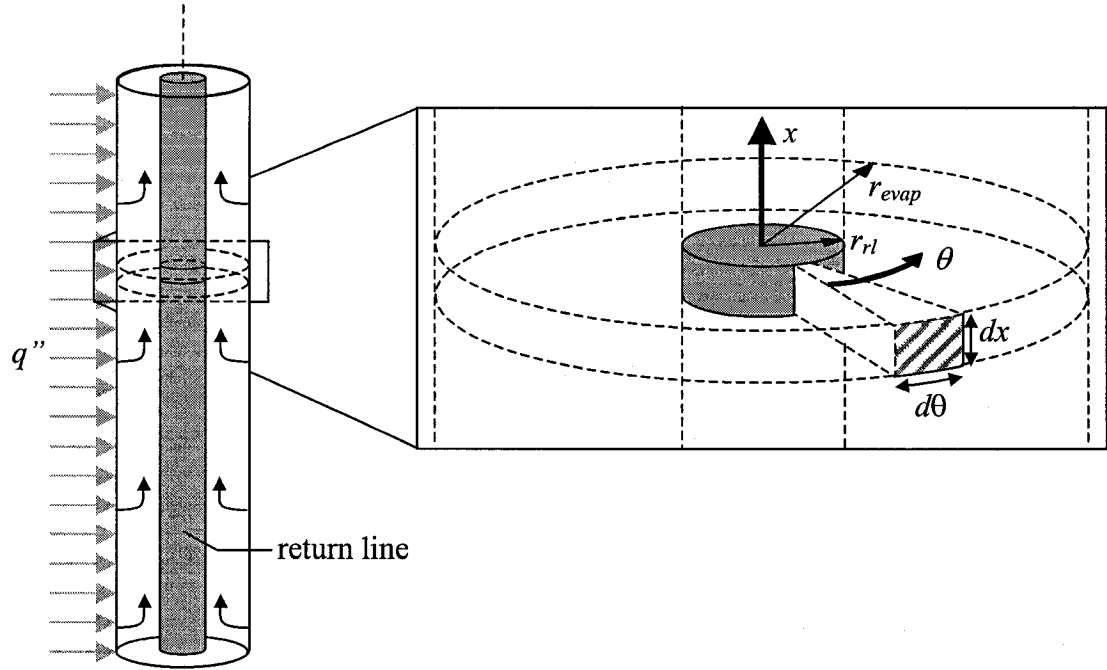 x
r_evap
r_rl
θ
dx
dθ
q”
return line